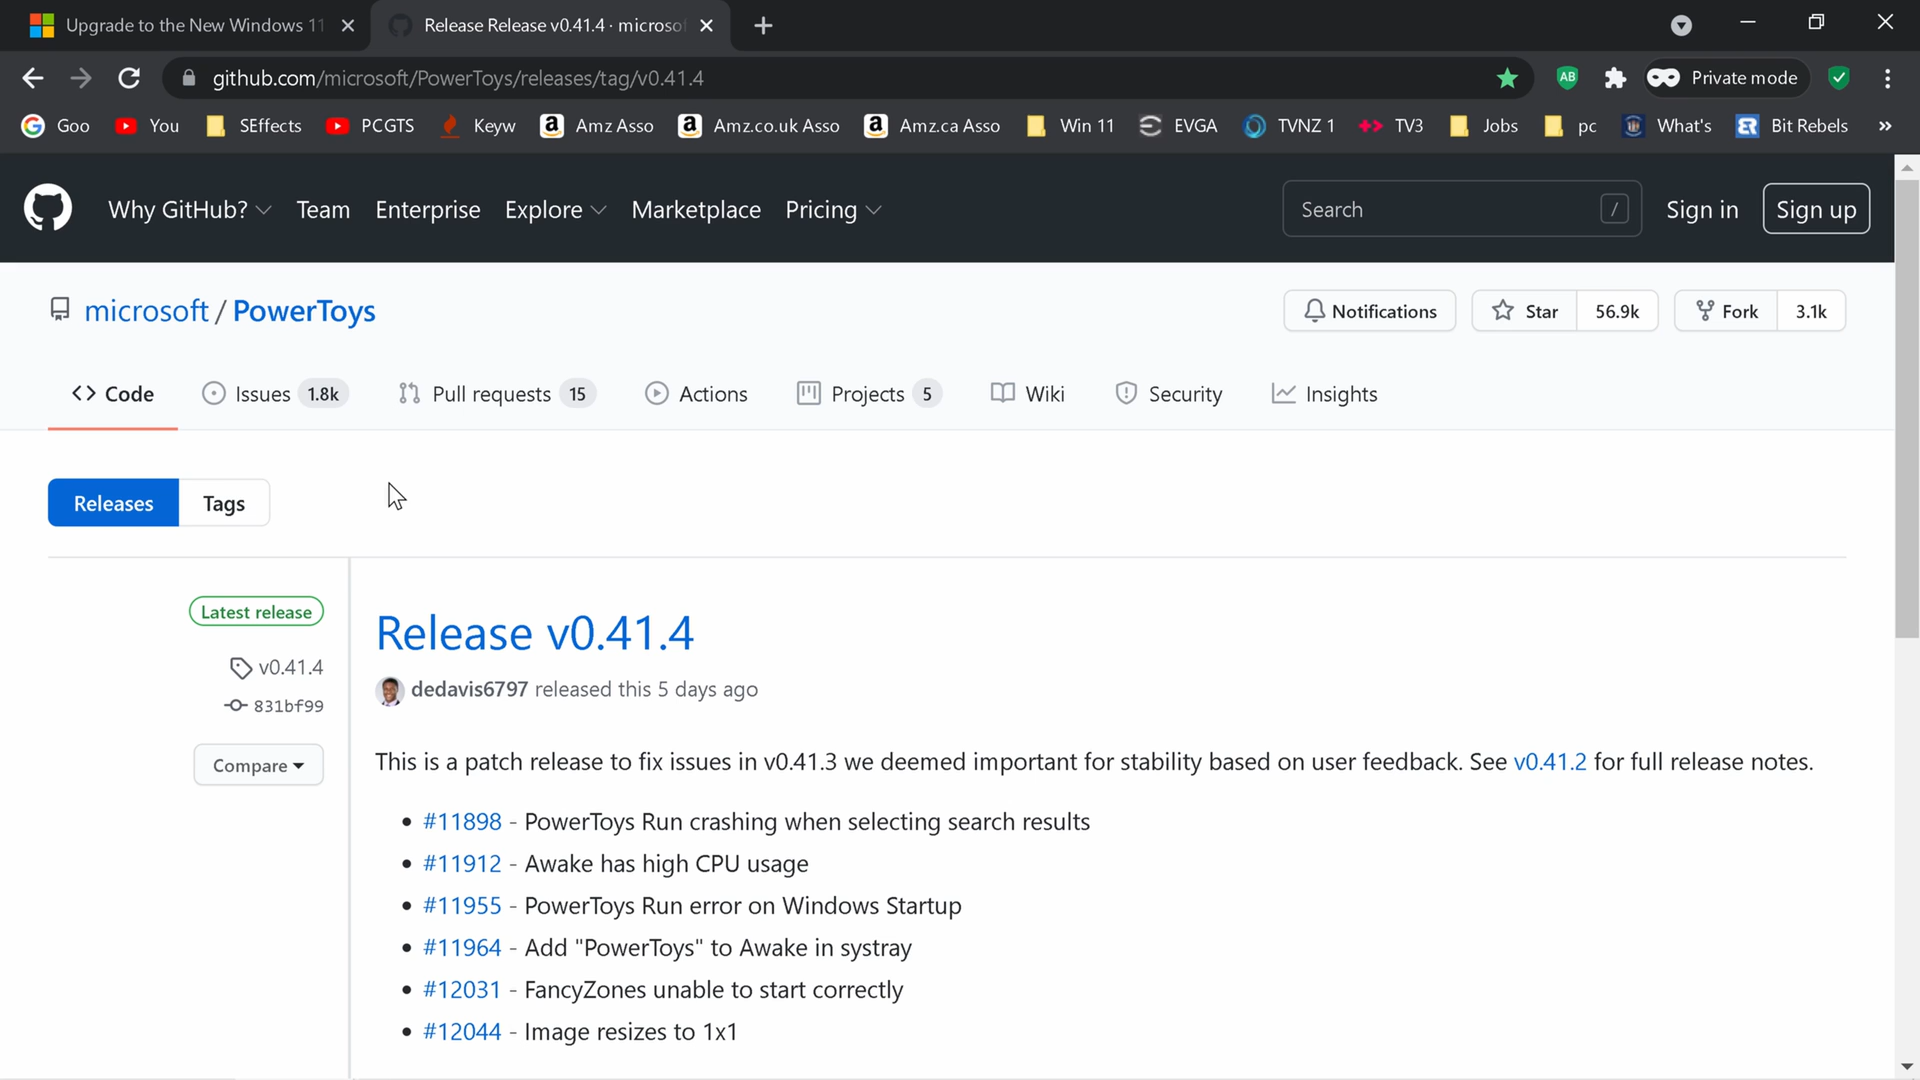 Upgrade to the New Windows 11
Release Release v0.41.4 · microso
github.com/microsoft/PowerToys/releases/tag/v0.41.4
AB
Private mode
G Goo
You
SEffects
PCGTS
Keyw
a Amz Asso
a Amz.co.uk Asso
a Amz.ca Asso
Win 11
EVGA
TVNZ 1
TV3
Jobs
pc
What's
Bit Rebels
»
Why GitHub?
Team
Enterprise
Explore
Marketplace
Pricing
Search /
Sign in
Sign up
microsoft / PowerToys
Notifications
Star 56.9k
Fork 3.1k
<> Code
Issues 1.8k
Pull requests 15
Actions
Projects 5
Wiki
Security
Insights
Releases
Tags
Latest release
v0.41.4
831bf99
Compare
Release v0.41.4
dedavis6797 released this 5 days ago
This is a patch release to fix issues in v0.41.3 we deemed important for stability based on user feedback. See v0.41.2 for full release notes.
• #11898 - PowerToys Run crashing when selecting search results
• #11912 - Awake has high CPU usage
• #11955 - PowerToys Run error on Windows Startup
• #11964 - Add "PowerToys" to Awake in systray
• #12031 - FancyZones unable to start correctly
• #12044 - Image resizes to 1x1